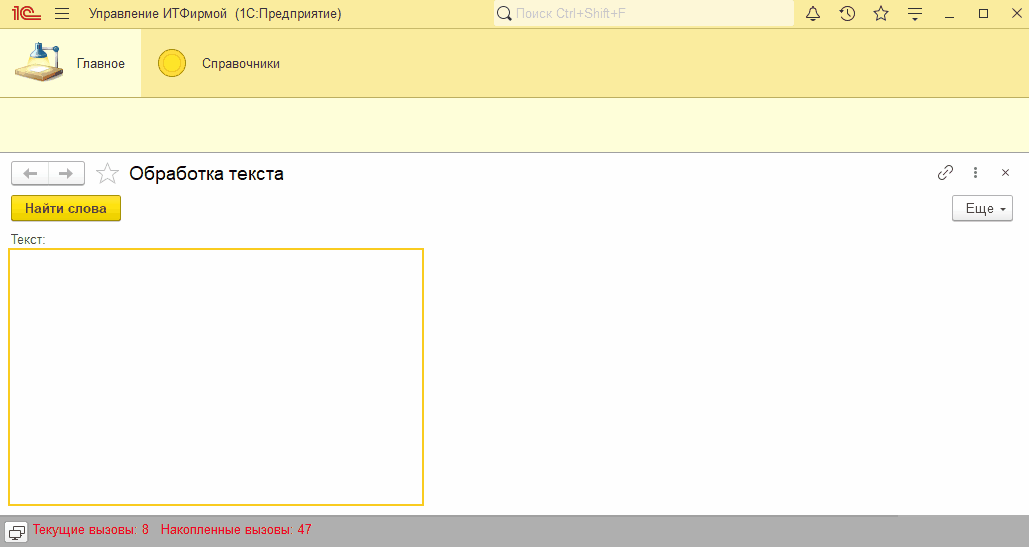 1С Управление ИТФирмой (1С:Предприятие) Поиск Ctrl+Shift+F
Главное Справочники
Обработка текста
Найти слова Еще
Текст:
Текущие вызовы: 8 Накопленные вызовы: 47